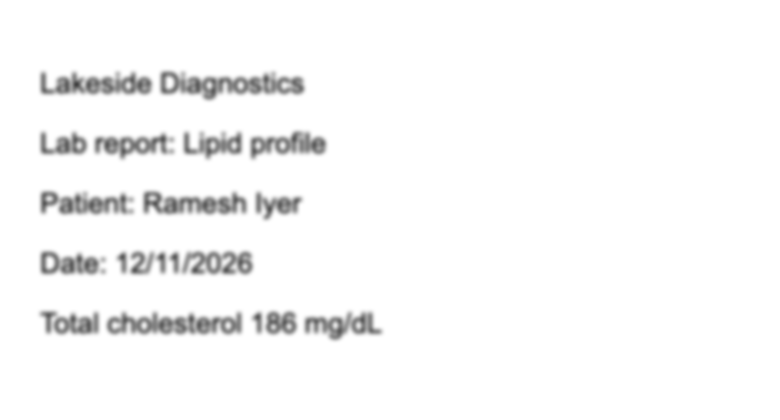 Lakeside Diagnostics
Lab report: Lipid profile
Patient: Ramesh Iyer
Date: 12/11/2026
Total cholesterol 186 mg/dL